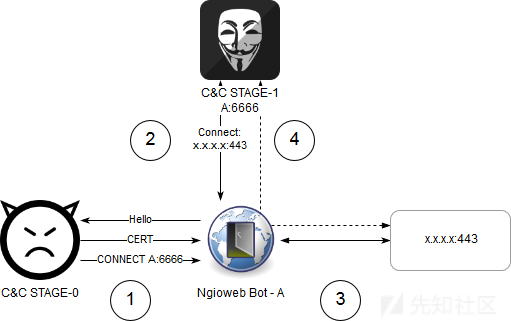 C&C STAGE-1
A:6666
2
4
Connect:
x.x.x.x:443
Hello
CERT
CONNECT A:6666
x.x.x.x:443
C&C STAGE-0
Ngioweb Bot - A
1
3
先知社区